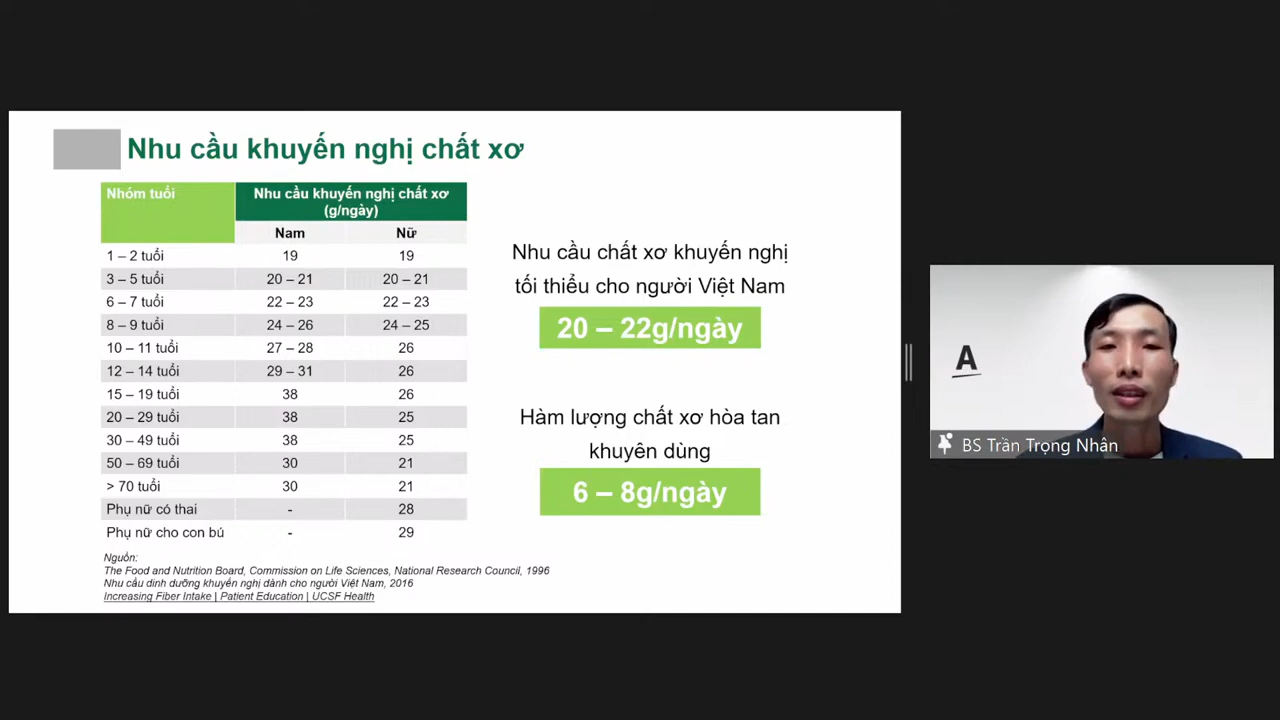 Nhu cầu khuyến nghị chất xơ
Nhóm tuổi
Nhu cầu khuyến nghị chất xơ
(g/ngày)
Nam Nữ
1 – 2 tuổi 19 19
3 – 5 tuổi 20 – 21 20 – 21
6 – 7 tuổi 22 – 23 22 – 23
8 – 9 tuổi 24 – 26 24 – 25
10 – 11 tuổi 27 – 28 26
12 – 14 tuổi 29 – 31 26
15 – 19 tuổi 38 26
20 – 29 tuổi 38 25
30 – 49 tuổi 38 25
50 – 69 tuổi 30 21
> 70 tuổi 30 21
Phụ nữ có thai - 28
Phụ nữ cho con bú - 29
Nguồn:
The Food and Nutrition Board, Commission on Life Sciences, National Research Council, 1996
Nhu cầu dinh dưỡng khuyến nghị dành cho người Việt Nam, 2016
Increasing Fiber Intake | Patient Education | UCSF Health
Nhu cầu chất xơ khuyến nghị
tối thiểu cho người Việt Nam
20 – 22g/ngày
Hàm lượng chất xơ hòa tan
khuyên dùng
6 – 8g/ngày
A
BS Trần Trọng Nhân